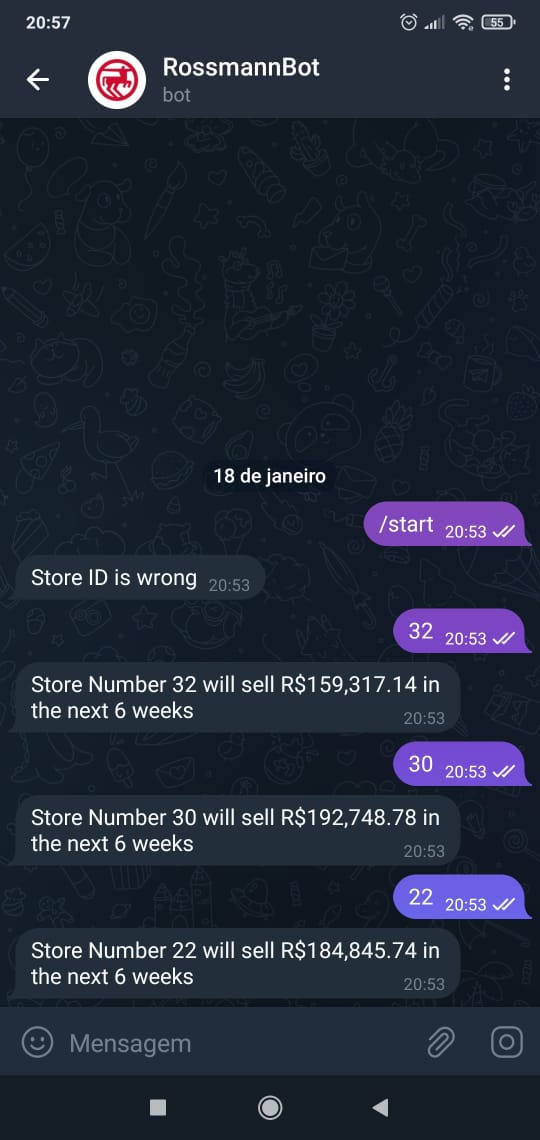 20:57
55
RossmannBot
bot
18 de janeiro
/start 20:53
Store ID is wrong 20:53
32 20:53
Store Number 32 will sell R$159,317.14 in
the next 6 weeks
20:53
30 20:53
Store Number 30 will sell R$192,748.78 in
the next 6 weeks
20:53
22 20:53
Store Number 22 will sell R$184,845.74 in
the next 6 weeks
20:53
Mensagem